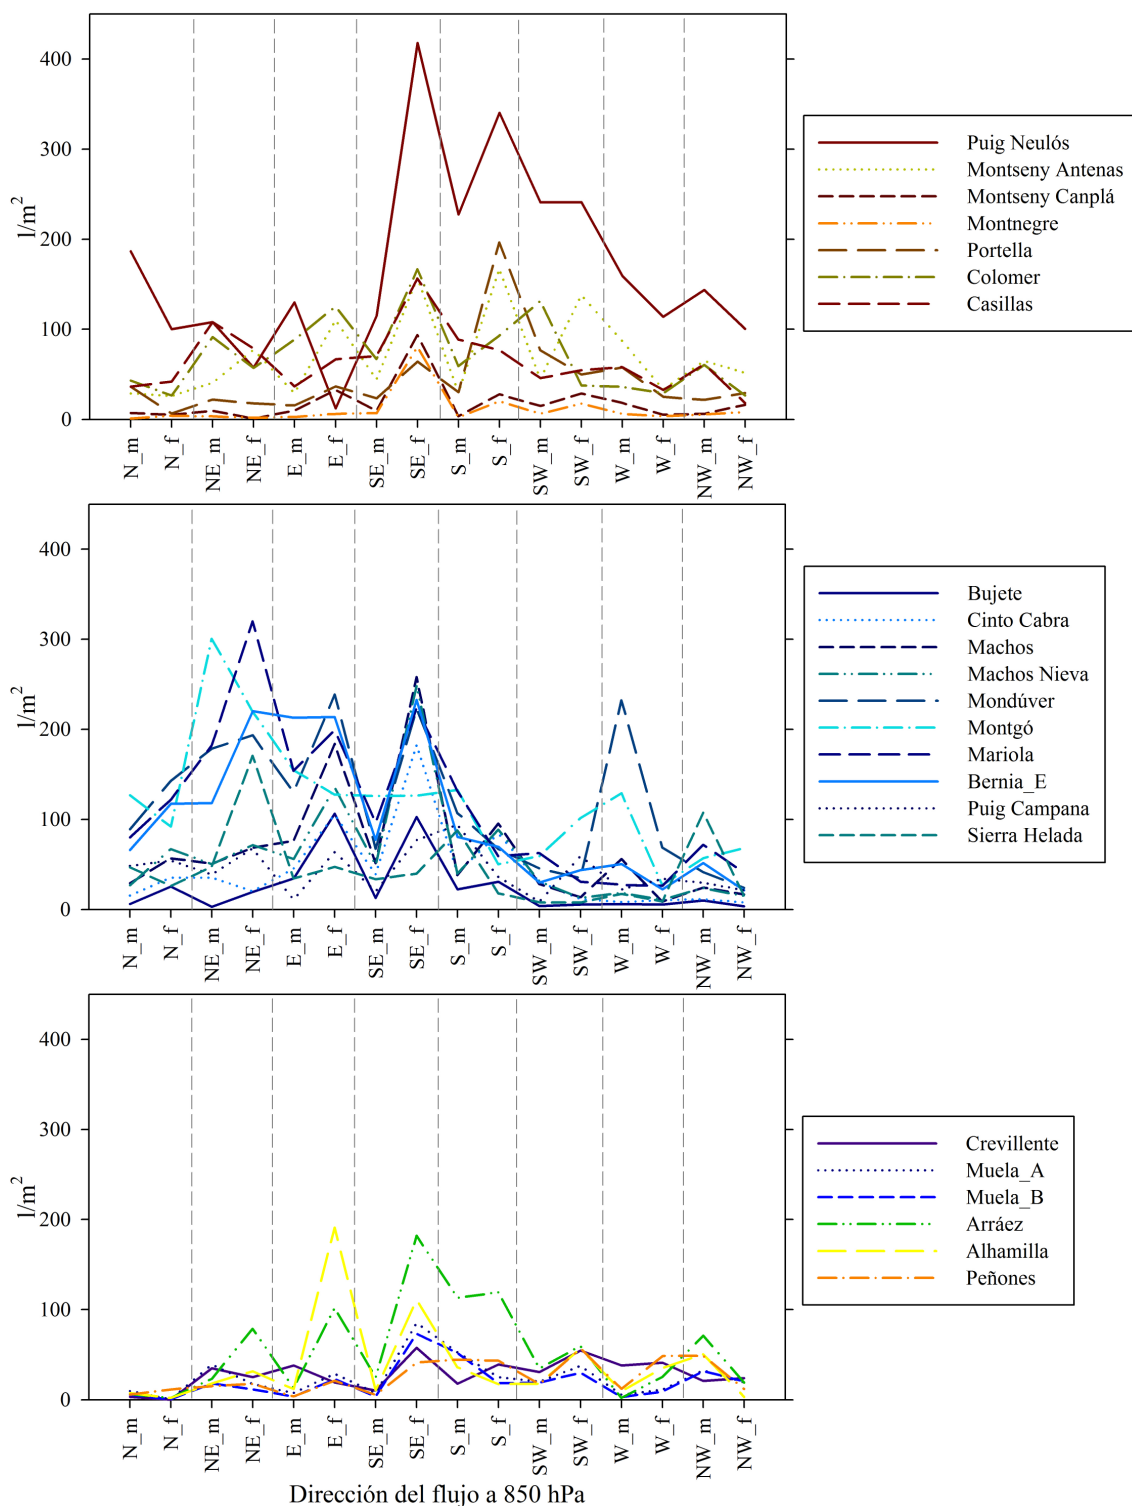 400
300
200
100
0
l/m2
N_m
N_f
NE_m
NE_f
E_m
E_f
SE_m
SE_f
S_m
S_f
SW_m
SW_f
W_m
W_f
NW_m
NW_f
Puig Neulós
Montseny Antenas
Montseny Canplá
Montnegre
Portella
Colomer
Casillas
400
300
200
100
0
l/m2
N_m
N_f
NE_m
NE_f
E_m
E_f
SE_m
SE_f
S_m
S_f
SW_m
SW_f
W_m
W_f
NW_m
NW_f
Bujete
Cinto Cabra
Machos
Machos Nieva
Mondúver
Montgó
Mariola
Bernia_E
Puig Campana
Sierra Helada
400
300
200
100
0
l/m2
N_m
N_f
NE_m
NE_f
E_m
E_f
SE_m
SE_f
S_m
S_f
SW_m
SW_f
W_m
W_f
NW_m
NW_f
Crevillente
Muela_A
Muela_B
Arráez
Alhamilla
Peñones
Dirección del flujo a 850 hPa